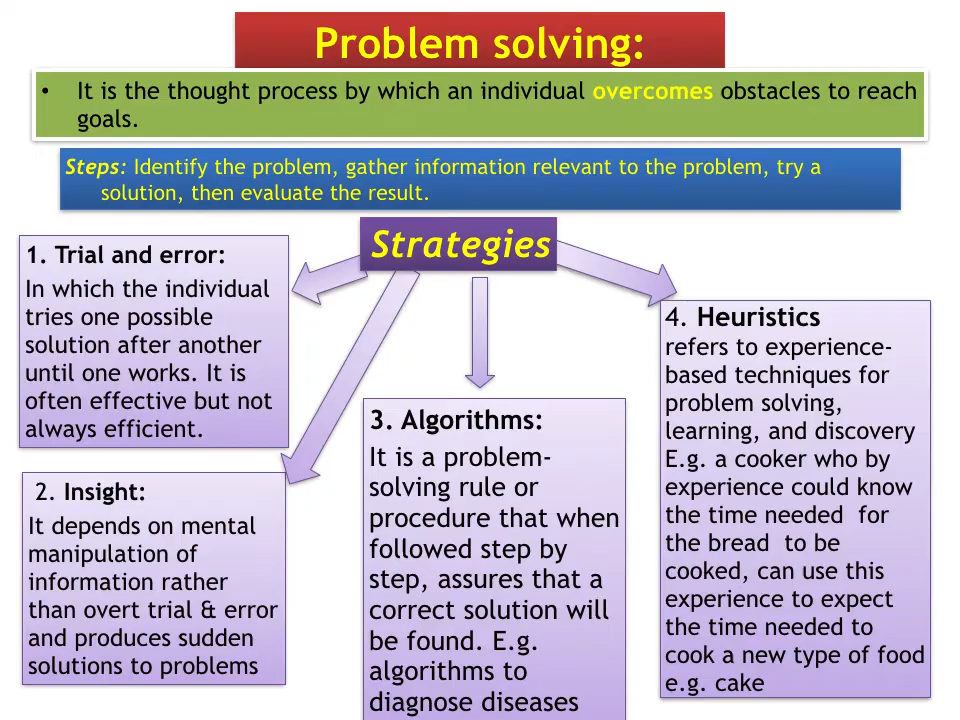 Problem solving:
• It is the thought process by which an individual overcomes obstacles to reach
goals.
Steps: Identify the problem, gather information relevant to the problem, try a
solution, then evaluate the result.
Strategies
1. Trial and error:
In which the individual
tries one possible
solution after another
until one works. It is
often effective but not
always efficient.
2. Insight:
It depends on mental
manipulation of
information rather
than overt trial & error
and produces sudden
solutions to problems
3. Algorithms:
It is a problem-
solving rule or
procedure that when
followed step by
step, assures that a
correct solution will
be found. E.g.
algorithms to
diagnose diseases
4. Heuristics
refers to experience-
based techniques for
problem solving,
learning, and discovery
E.g. a cooker who by
experience could know
the time needed for
the bread to be
cooked, can use this
experience to expect
the time needed to
cook a new type of food
e.g. cake